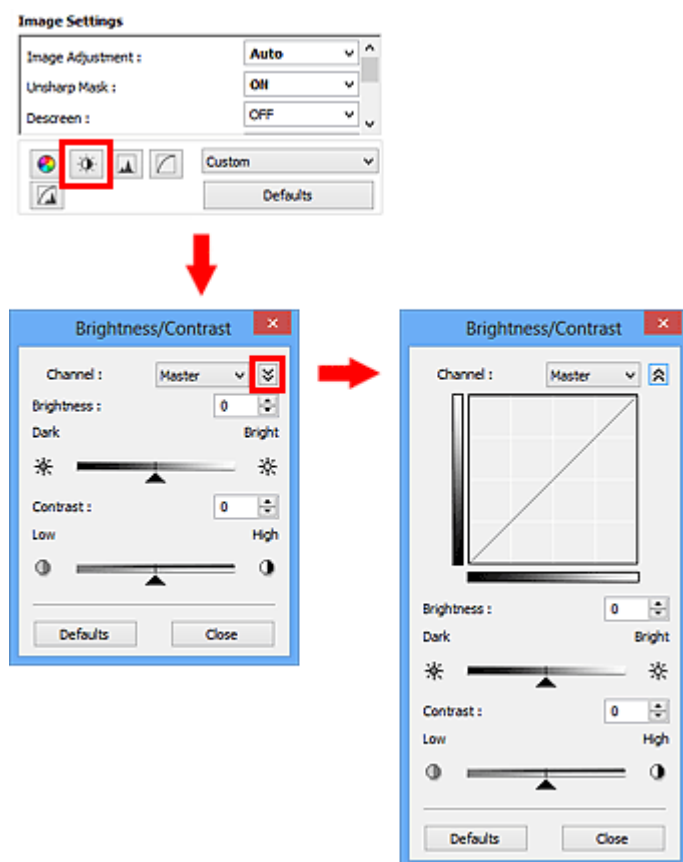 Image Settings
Image Adjustment : Auto
Unsharp Mask : ON
Descreen : OFF
Custom
Defaults
Brightness/Contrast
Channel : Master
Brightness : 0
Dark Bright
Contrast : 0
Low High
Defaults Close
Brightness/Contrast
Channel : Master
Brightness : 0
Dark Bright
Contrast : 0
Low High
Defaults Close